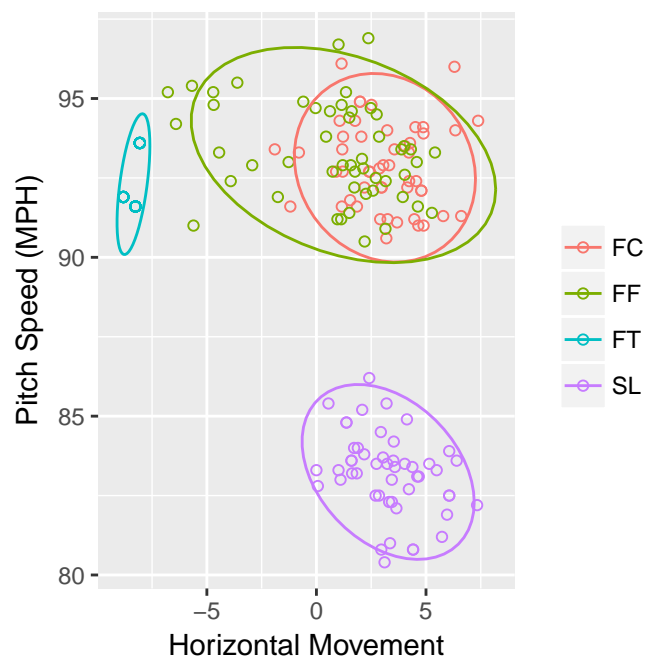 Pitch Speed (MPH)
95
90
85
80
−5
0
5
Horizontal Movement
FC
FF
FT
SL